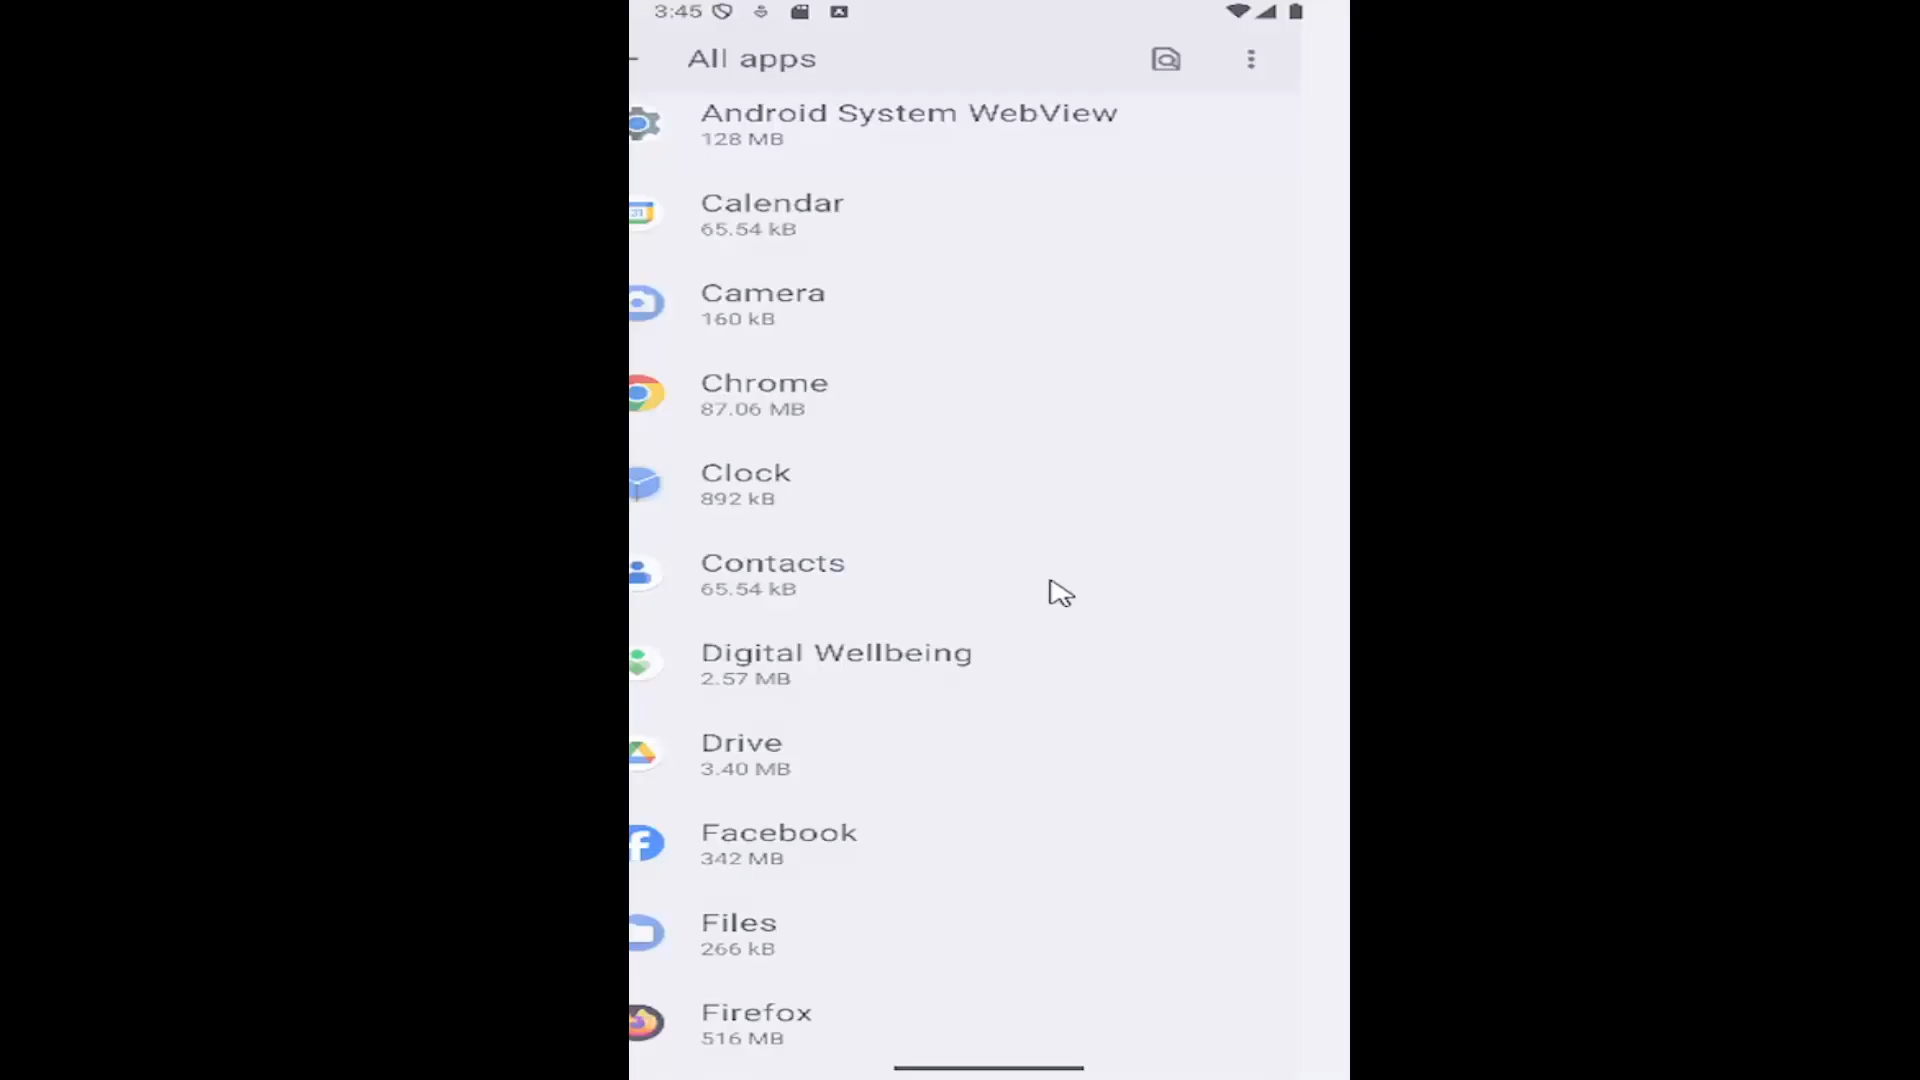 3:45
All apps
Android System WebView
128 MB
31
Calendar
65.54 kB
Camera
160 kB
Chrome
87.06 MB
Clock
892 kB
Contacts
65.54 kB
Digital Wellbeing
2.57 MB
Drive
3.40 MB
Facebook
342 MB
Files
266 kB
Firefox
516 MB